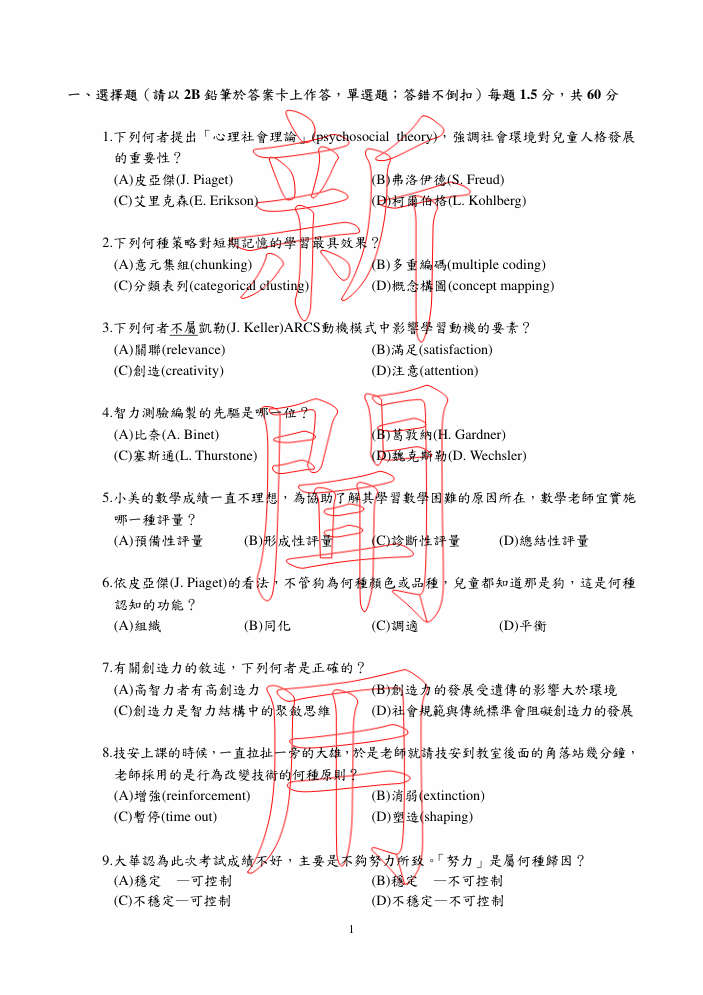 一、選擇題（請以 2B 鉛筆於答案卡上作答，單選題；答錯不倒扣）每題 1.5 分，共 60 分
1.下列何者提出「心理社會理論」(psychosocial theory)，強調社會環境對兒童人格發展
的重要性？
(A)皮亞傑(J. Piaget) (B)弗洛伊德(S. Freud)
(C)艾里克森(E. Erikson) (D)柯爾伯格(L. Kohlberg)
2.下列何種策略對短期記憶的學習最具效果？
(A)意元集組(chunking) (B)多重編碼(multiple coding)
(C)分類表列(categorical clusting) (D)概念構圖(concept mapping)
3.下列何者不屬凱勒(J. Keller)ARCS動機模式中影響學習動機的要素？
(A)關聯(relevance) (B)滿足(satisfaction)
(C)創造(creativity) (D)注意(attention)
4.智力測驗編製的先驅是哪一位？
(A)比奈(A. Binet) (B)葛敦納(H. Gardner)
(C)塞斯通(L. Thurstone) (D)魏克斯勒(D. Wechsler)
5.小美的數學成績一直不理想，為協助了解其學習數學困難的原因所在，數學老師宜實施
哪一種評量？
(A)預備性評量 (B)形成性評量 (C)診斷性評量 (D)總結性評量
6.依皮亞傑(J. Piaget)的看法，不管狗為何種顏色或品種，兒童都知道那是狗，這是何種
認知的功能？
(A)組織 (B)同化 (C)調適 (D)平衡
7.有關創造力的敘述，下列何者是正確的？
(A)高智力者有高創造力 (B)創造力的發展受遺傳的影響大於環境
(C)創造力是智力結構中的聚斂思維 (D)社會規範與傳統標準會阻礙創造力的發展
8.技安上課的時候，一直拉扯一旁的大雄，於是老師就請技安到教室後面的角落站幾分鐘，
老師採用的是行為改變技術的何種原則？
(A)增強(reinforcement) (B)消弱(extinction)
(C)暫停(time out) (D)塑造(shaping)
9.大華認為此次考試成績不好，主要是不夠努力所致。「努力」是屬何種歸因？
(A)穩定　—可控制 (B)穩定　—不可控制
(C)不穩定—可控制 (D)不穩定—不可控制
1
新聞用